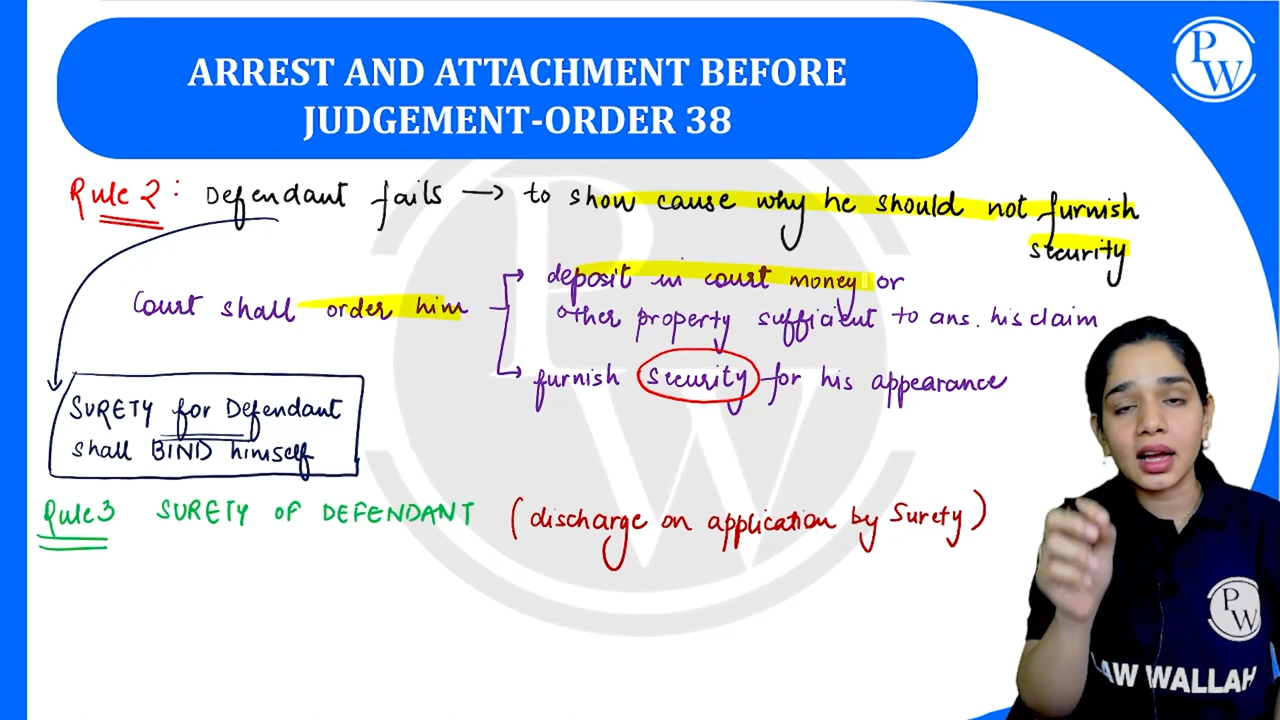 ARREST AND ATTACHMENT BEFORE
JUDGEMENT-ORDER 38
PW
Rule 2 : Defendant fails → to show cause why he should not furnish
security
Court shall order him
deposit in court money or
other property sufficient to ans. his claim
furnish security for his appearance
SURETY for Defendant
shall BIND himself
Rule 3 SURETY OF DEFENDANT (discharge on application by Surety)
PW
PW
LAW WALLAH